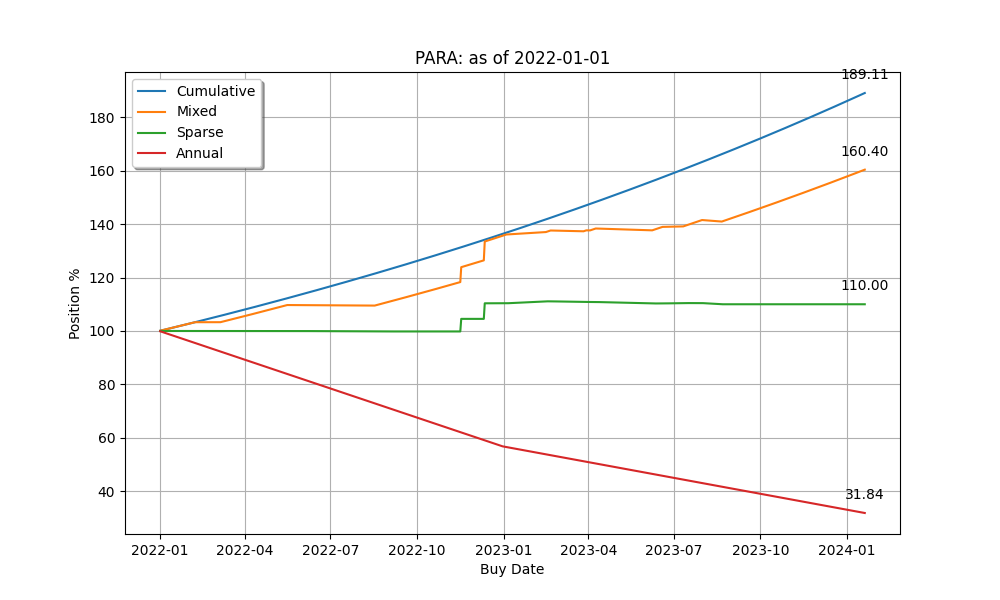 PARA: as of 2022-01-01
Cumulative
Mixed
Sparse
Annual
189.11
160.40
110.00
31.84
Position %
180
160
140
120
100
80
60
40
2022-01 2022-04 2022-07 2022-10 2023-01 2023-04 2023-07 2023-10 2024-01
Buy Date